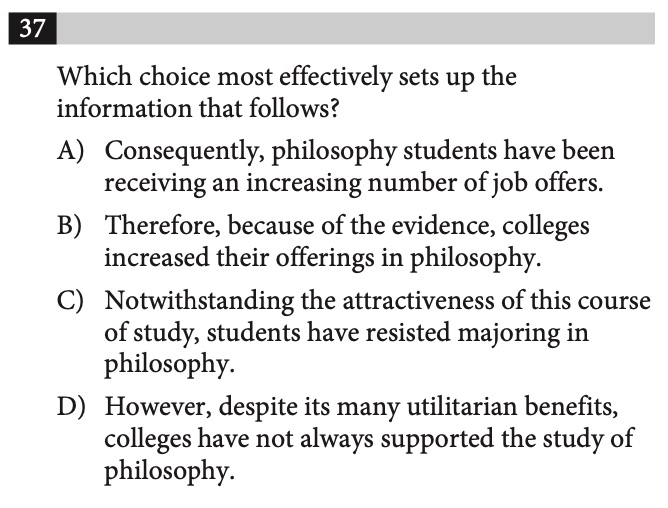 37
Which choice most effectively sets up the
information that follows?
A) Consequently, philosophy students have been
receiving an increasing number of job offers.
B) Therefore, because of the evidence, colleges
increased their offerings in philosophy.
C) Notwithstanding the attractiveness of this course
of study, students have resisted majoring in
philosophy.
D) However, despite its many utilitarian benefits,
colleges have not always supported the study of
philosophy.